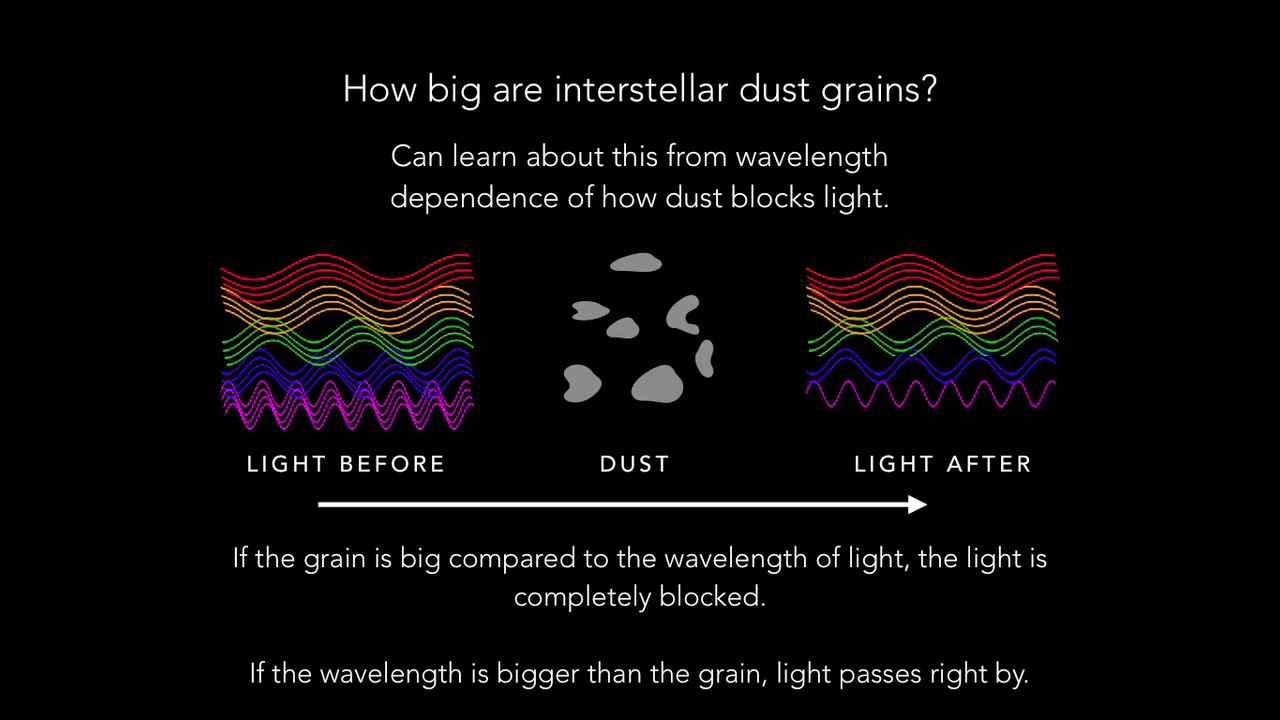 How big are interstellar dust grains?
Can learn about this from wavelength
dependence of how dust blocks light.
LIGHT BEFORE
DUST
LIGHT AFTER
If the grain is big compared to the wavelength of light, the light is
completely blocked.
If the wavelength is bigger than the grain, light passes right by.